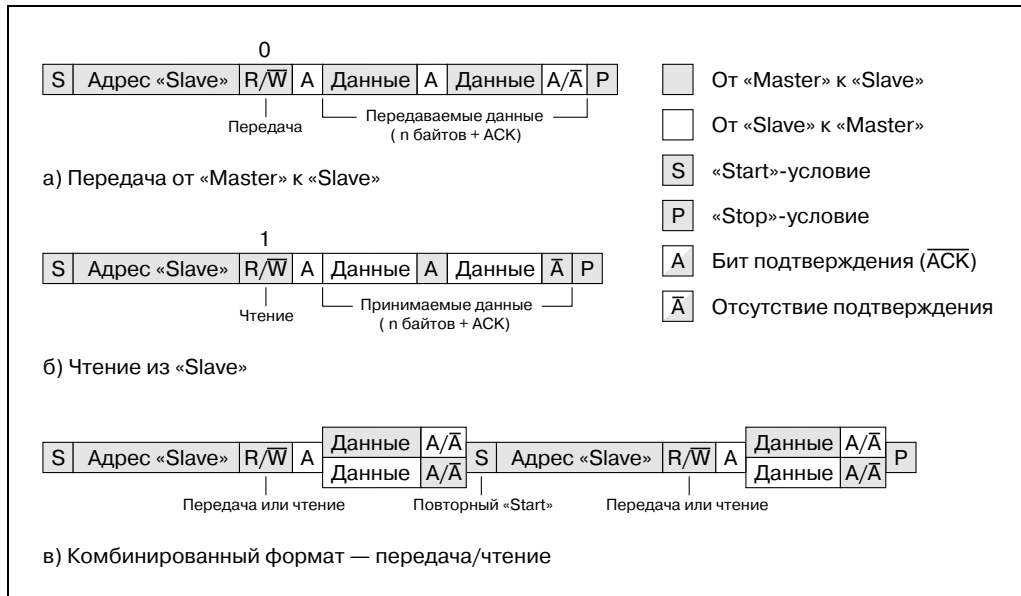 0
S Адрес «Slave» R/W̅ A Данные A Данные A/A̅ P
Передача
Передаваемые данные
( n байтов + ACK)
а) Передача от «Master» к «Slave»
1
S Адрес «Slave» R/W̅ A Данные A Данные A̅ P
Чтение
Принимаемые данные
( n байтов + ACK)
б) Чтение из «Slave»
От «Master» к «Slave»
От «Slave» к «Master»
S «Start»-условие
P «Stop»-условие
A Бит подтверждения (A̅C̅K̅)
A̅ Отсутствие подтверждения
Данные A/A̅ Данные A/A̅
S Адрес «Slave» R/W̅ A S Адрес «Slave» R/W̅ A P
Данные A/A̅ Данные A/A̅
Передача или чтение Повторный «Start» Передача или чтение
в) Комбинированный формат — передача/чтение